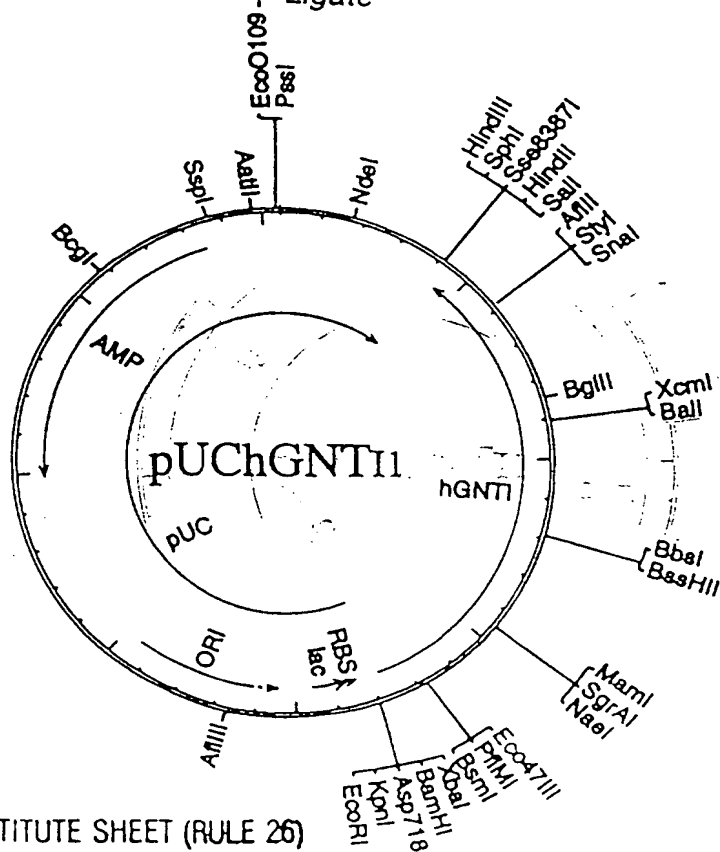 Ligate
EcoO109-
PssI
HindIII
SphI
Sse8387I
HindII
SalI
AflII
StyI
SnaI
NdeI
AatII
SspI
BcgI
AMP
BglII
XcmI
BalI
pUChGNTI1
hGNTI
pUC
BbsI
BssHII
ORI
RBS
lac
MamI
SgrAI
NaeI
AflIII
Eco47III
PflMI
BsmI
XbaI
BamHI
Asp718
KpnI
EcoRI
TITUTE SHEET (RULE 26)